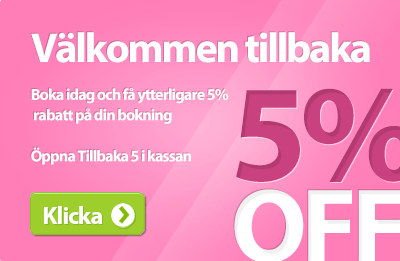 Välkommen tillbaka
Boka idag och få ytterligare 5%
rabatt på din bokning
Öppna Tillbaka 5 i kassan
5%
OFF
Klicka